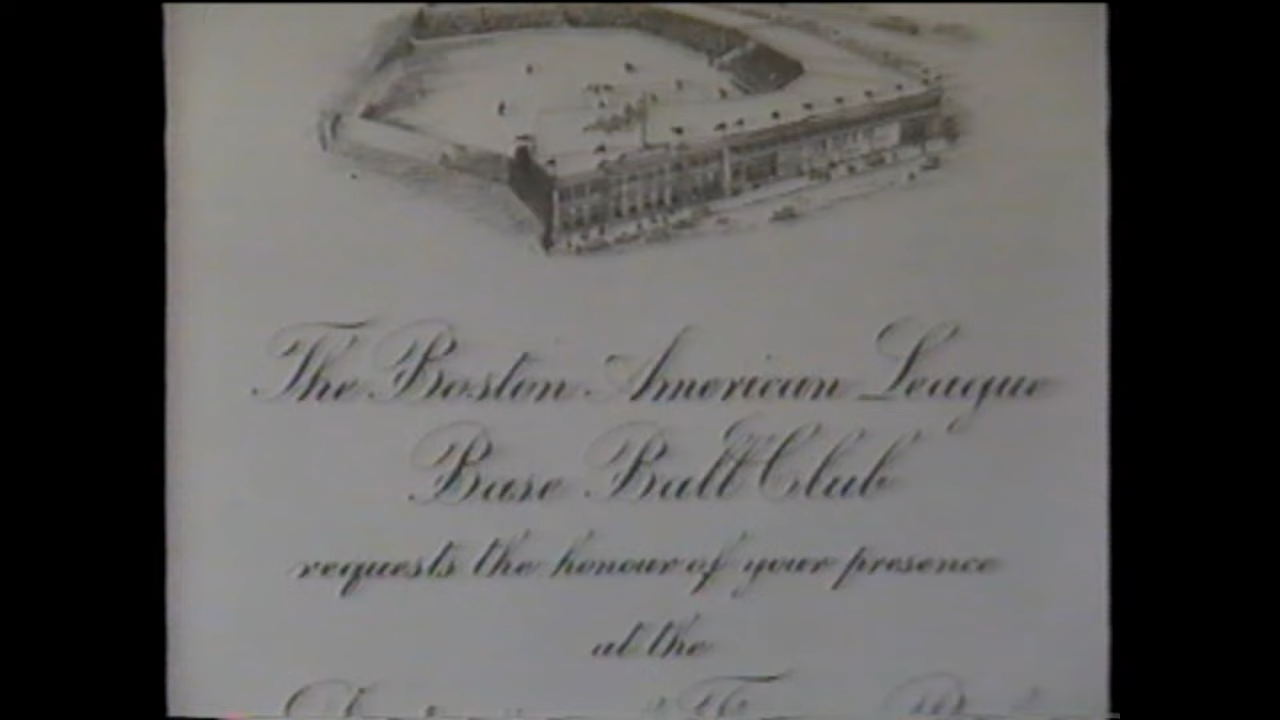 The Boston American League
Base Ball Club
requests the honour of your presence
at the